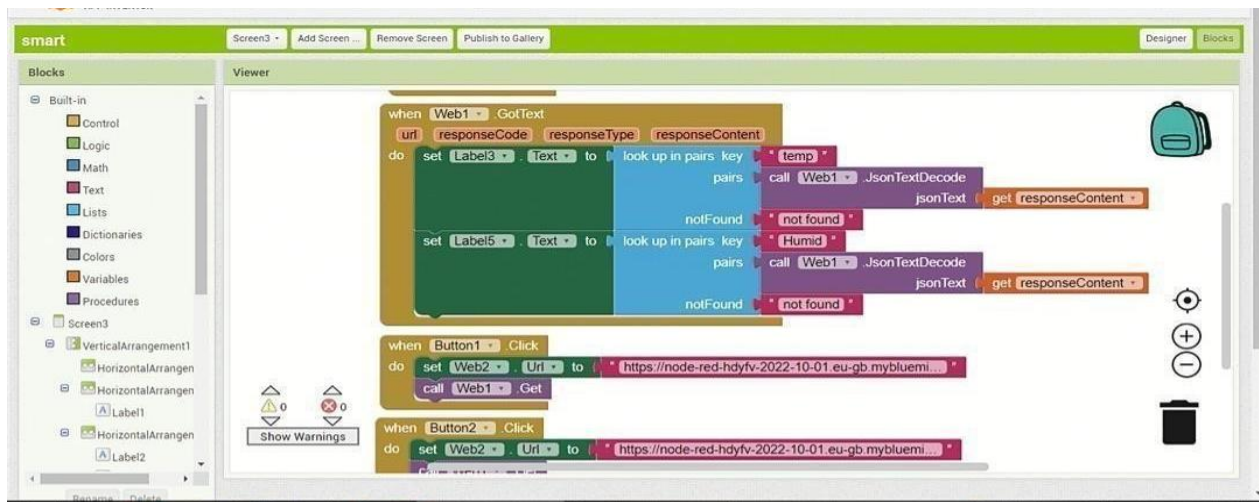 smart
Screen3
Add Screen ...
Remove Screen
Publish to Gallery
Designer
Blocks
Blocks
Viewer
Built-in
Control
Logic
Math
Text
Lists
Dictionaries
Colors
Variables
Procedures
Screen3
VerticalArrangement1
HorizontalArrangen
HorizontalArrangen
Label1
HorizontalArrangen
Label2
Rename Delete
when Web1 .GotText
url responseCode responseType responseContent
do set Label3 . Text to look up in pairs key " temp "
pairs call Web1 .JsonTextDecode
jsonText get responseContent
notFound " not found "
set Label5 . Text to look up in pairs key " Humid "
pairs call Web1 .JsonTextDecode
jsonText get responseContent
notFound " not found "
when Button1 .Click
do set Web2 . Url to " https://node-red-hdyfv-2022-10-01.eu-gb.mybluemi... "
call Web1 .Get
when Button2 .Click
do set Web2 . Url to " https://node-red-hdyfv-2022-10-01.eu-gb.mybluemi... "
0 0
Show Warnings